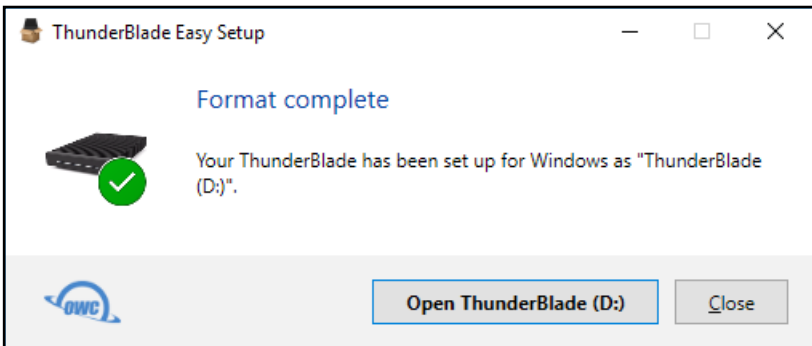 ThunderBlade Easy Setup
Format complete
Your ThunderBlade has been set up for Windows as "ThunderBlade
(D:)".
OWC
Open ThunderBlade (D:)
Close